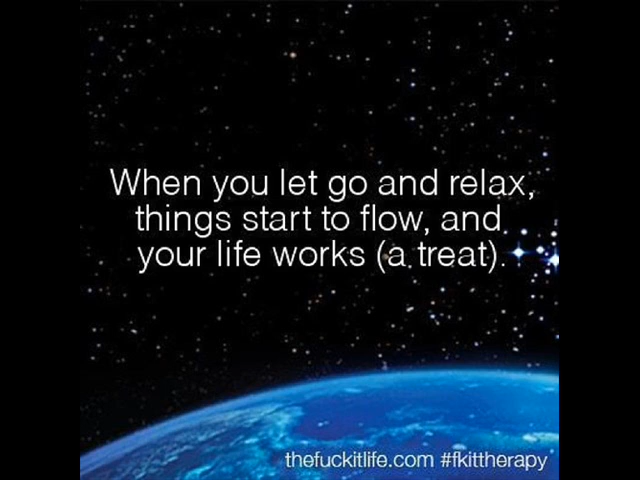 When you let go and relax,
things start to flow, and
your life works (a treat).
thefuckitlife.com #fkittherapy